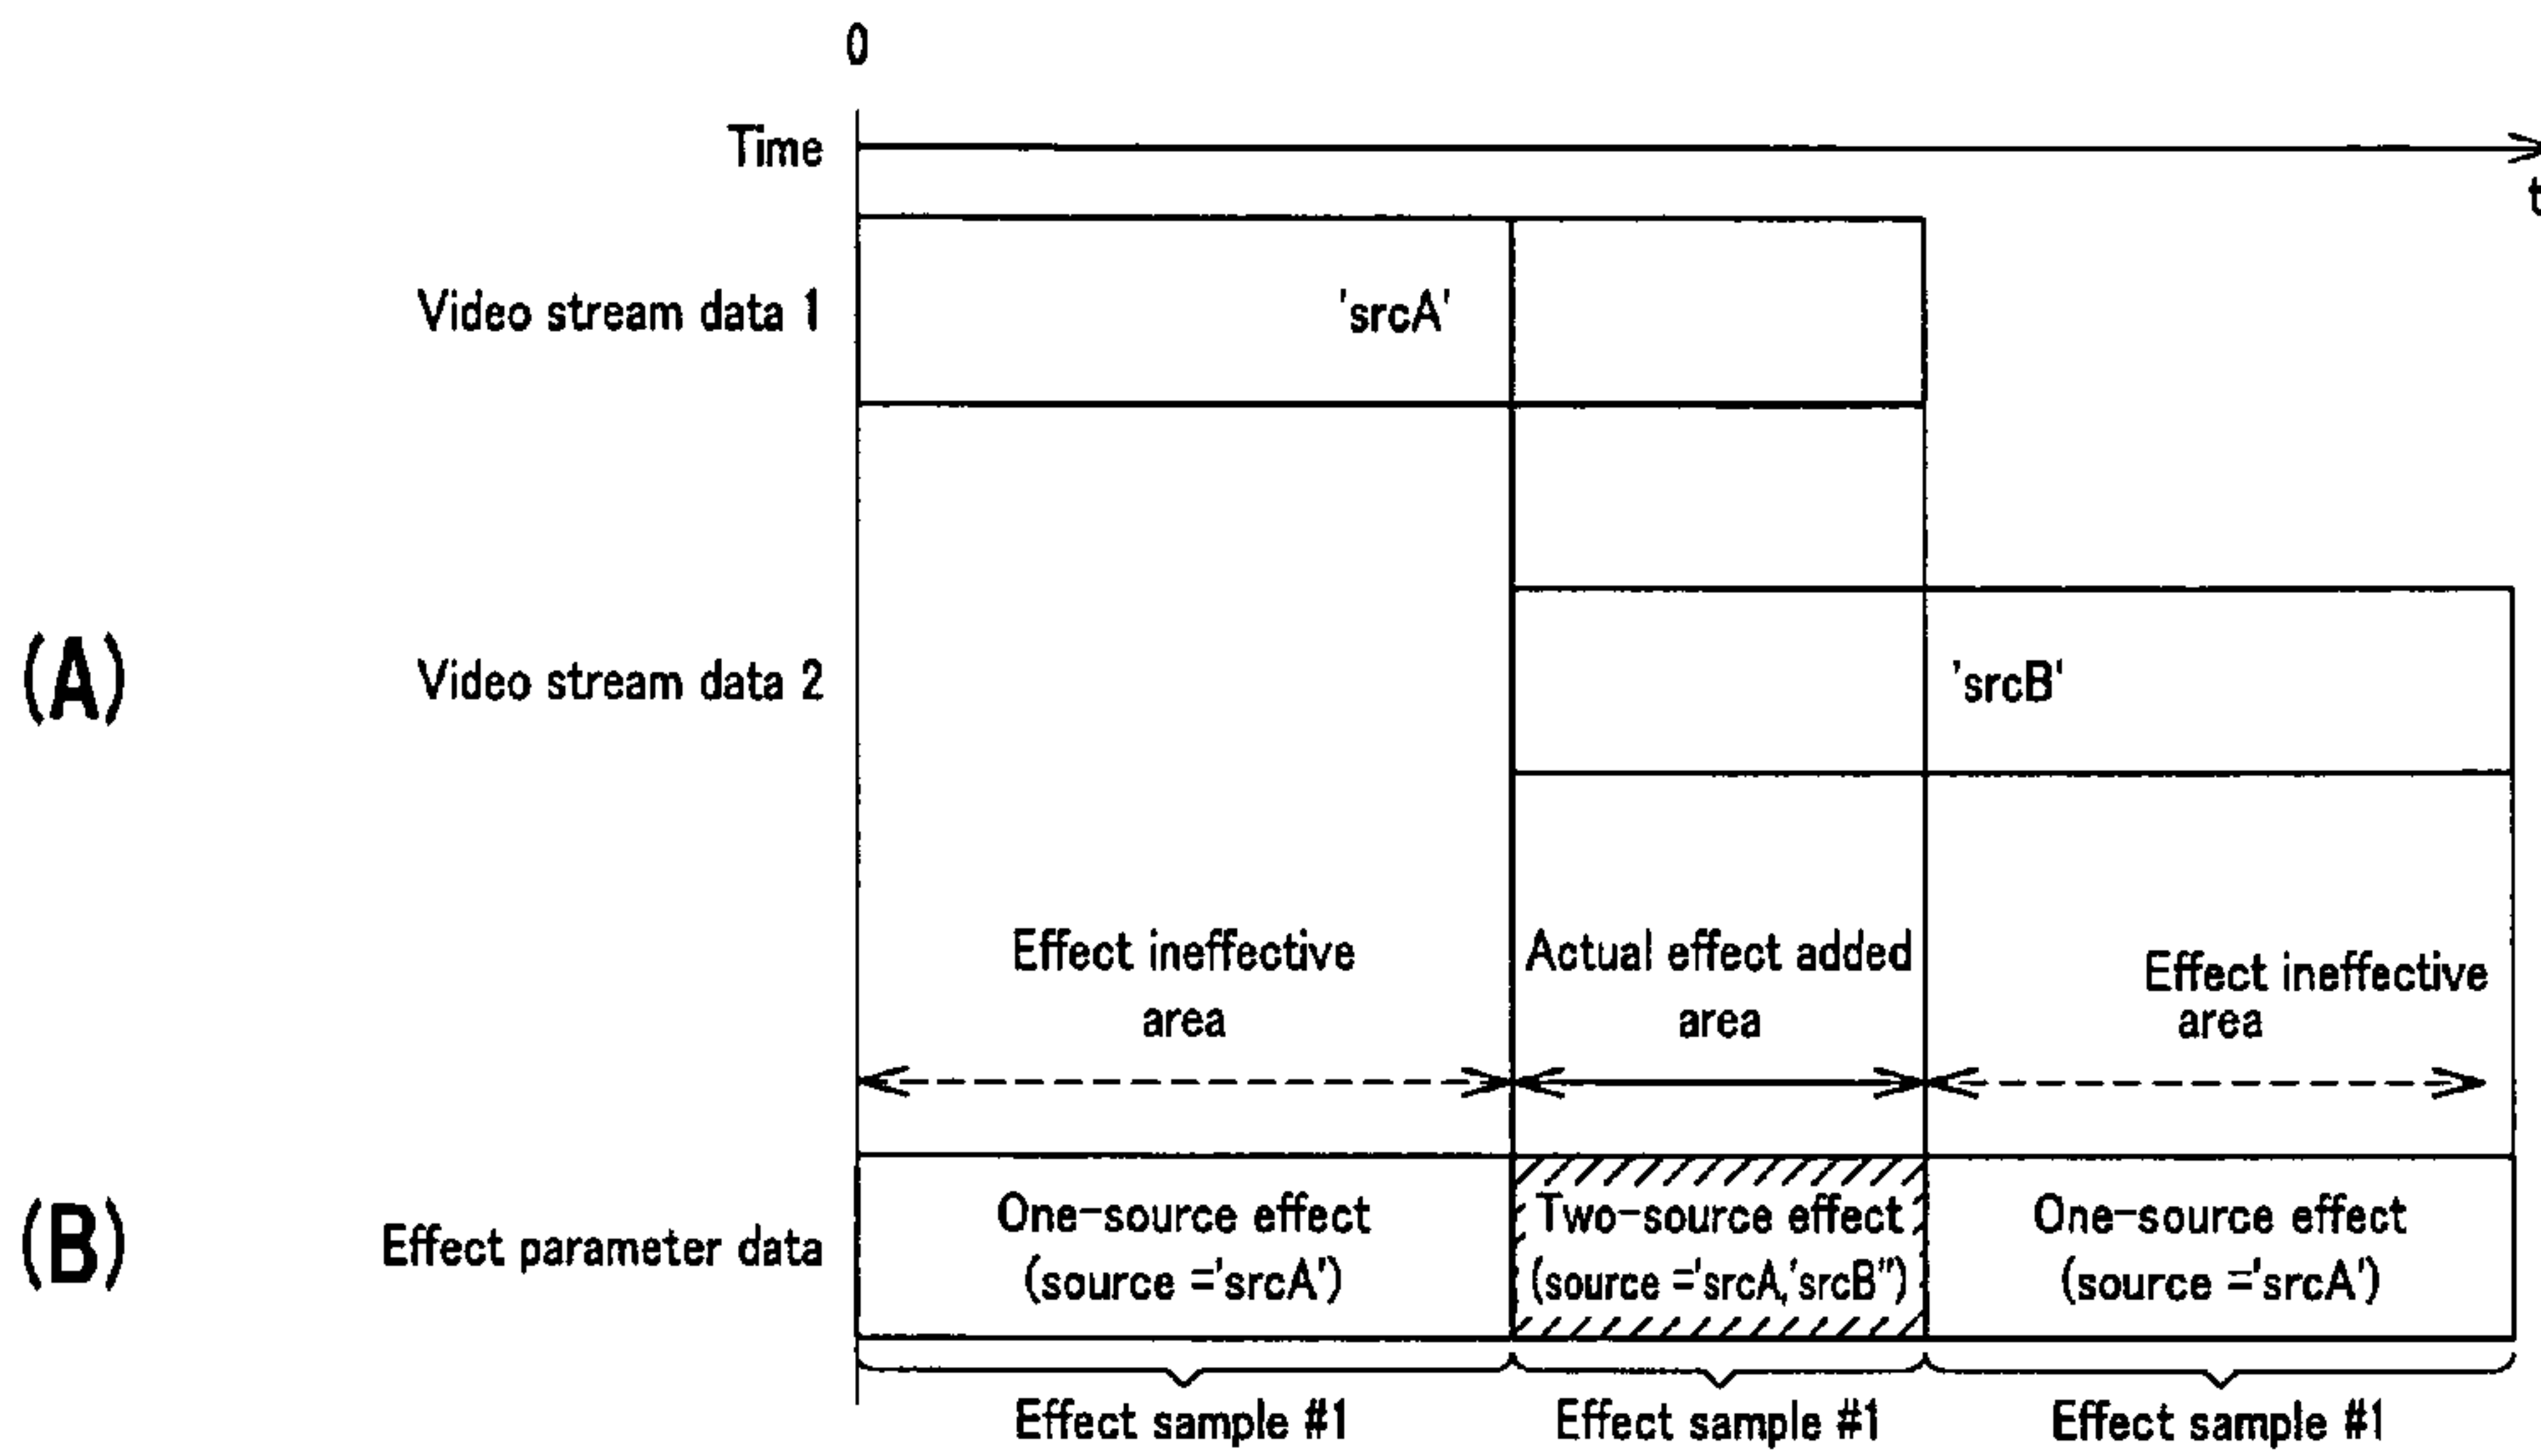 0
Time
t
Video stream data 1
'srcA'
(A)
Video stream data 2
'srcB'
Effect ineffective
area
Actual effect added
area
Effect ineffective
area
(B)
Effect parameter data
One-source effect
(source ='srcA')
Two-source effect
(source ='srcA,'srcB'')
One-source effect
(source ='srcA')
Effect sample #1
Effect sample #1
Effect sample #1